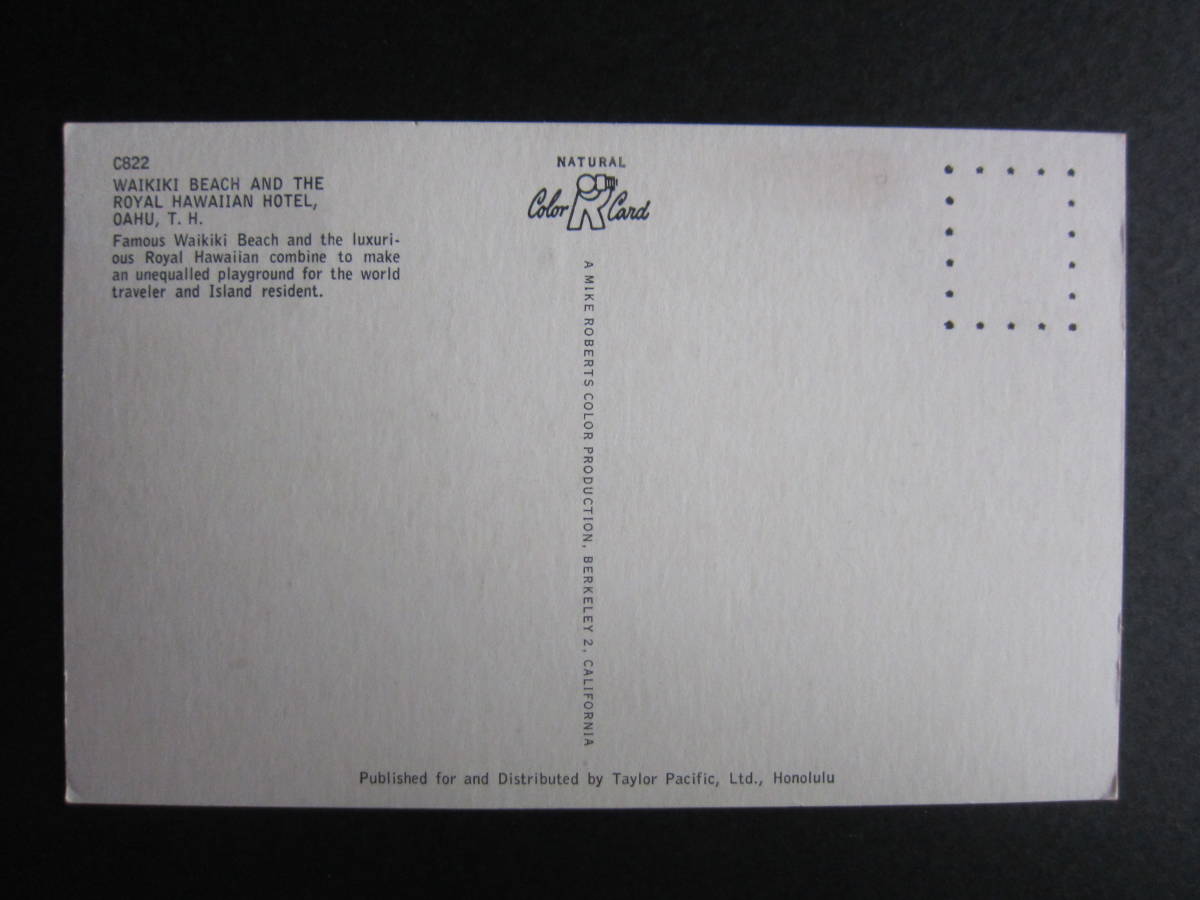 C822
WAIKIKI BEACH AND THE
ROYAL HAWAIIAN HOTEL,
OAHU, T. H.
Famous Waikiki Beach and the luxuri-
ous Royal Hawaiian combine to make
an unequalled playground for the world
traveler and Island resident.
NATURAL
Color Card
A MIKE ROBERTS COLOR PRODUCTION, BERKELEY 2, CALIFORNIA
Published for and Distributed by Taylor Pacific, Ltd., Honolulu